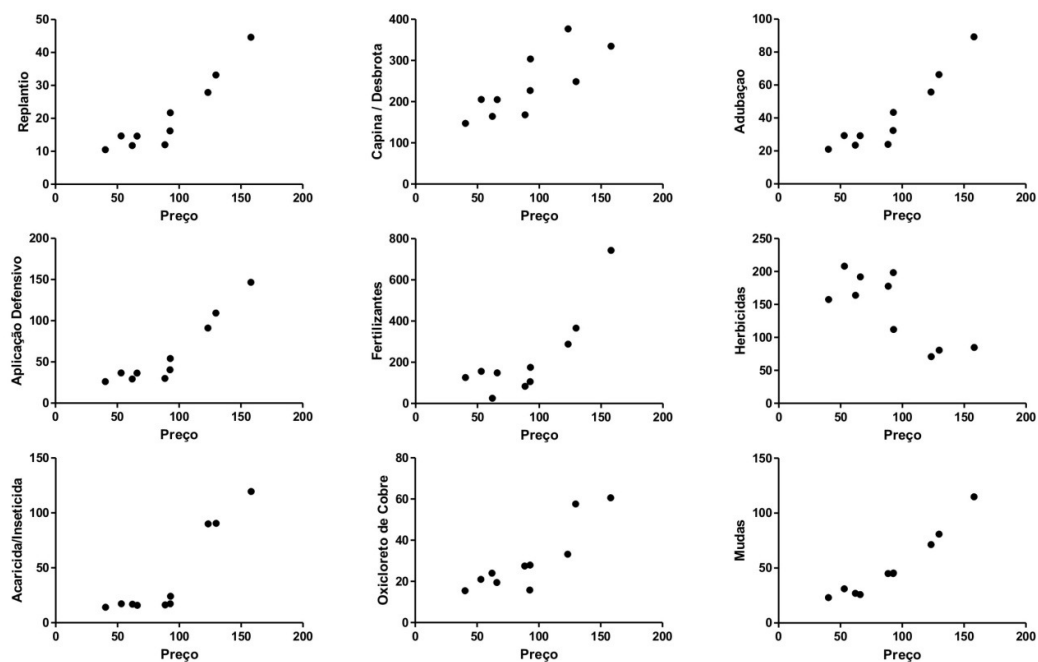 50
40
30
20
10
0
Replantio
0 50 100 150 200
Preço
400
300
200
100
0
Capina / Desbrota
0 50 100 150 200
Preço
100
80
60
40
20
0
Adubaçao
0 50 100 150 200
Preço
200
150
100
50
0
Aplicação Defensivo
0 50 100 150 200
Preço
800
600
400
200
0
Fertilizantes
0 50 100 150 200
Preço
250
200
150
100
50
0
Herbicidas
0 50 100 150 200
Preço
150
100
50
0
Acaricida/Inseticida
0 50 100 150 200
Preço
80
60
40
20
0
Oxicloreto de Cobre
0 50 100 150 200
Preço
150
100
50
0
Mudas
0 50 100 150 200
Preço